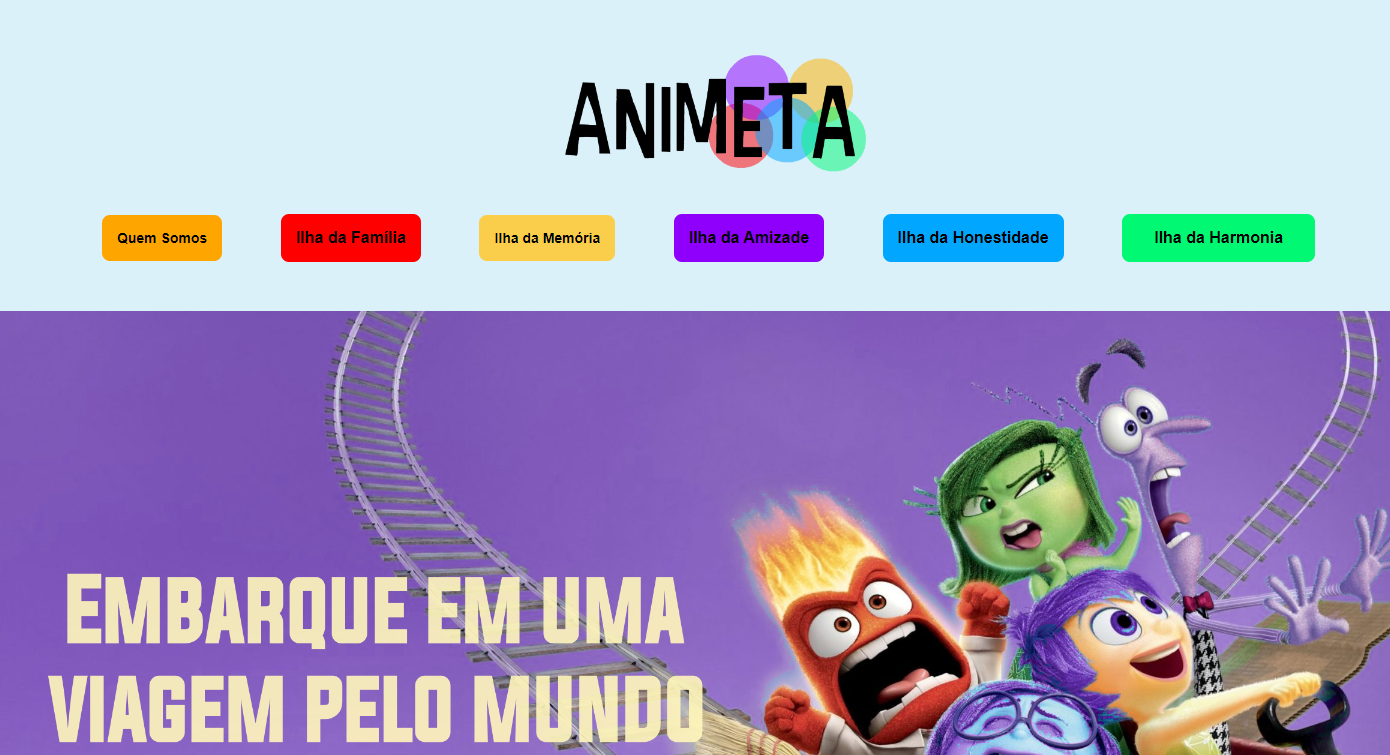 ANIMETA
Quem Somos Ilha da Família Ilha da Memória Ilha da Amizade Ilha da Honestidade Ilha da Harmonia
EMBARQUE EM UMA
VIAGEM PELO MUNDO